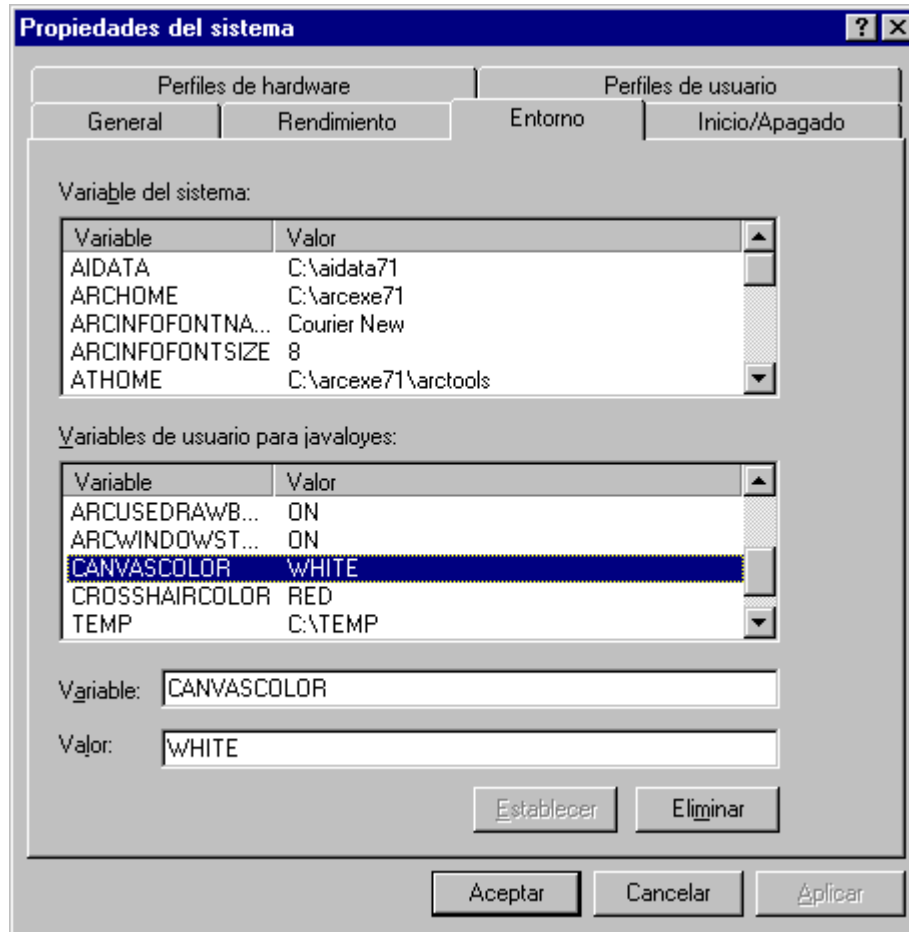 Propiedades del sistema
Perfiles de hardware Perfiles de usuario
General Rendimiento Entorno Inicio/Apagado
Variable del sistema:
Variable Valor
AIDATA C:\aidata71
ARCHOME C:\arcexe71
ARCINFOFONTNA... Courier New
ARCINFOFONTSIZE 8
ATHOME C:\arcexe71\arctools
Variables de usuario para javaloyes:
Variable Valor
ARCUSEDRAWB... ON
ARCWINDOWST... ON
CANVASCOLOR WHITE
CROSSHAIRCOLOR RED
TEMP C:\TEMP
Variable: CANVASCOLOR
Valor: WHITE
Establecer Eliminar
Aceptar Cancelar Aplicar